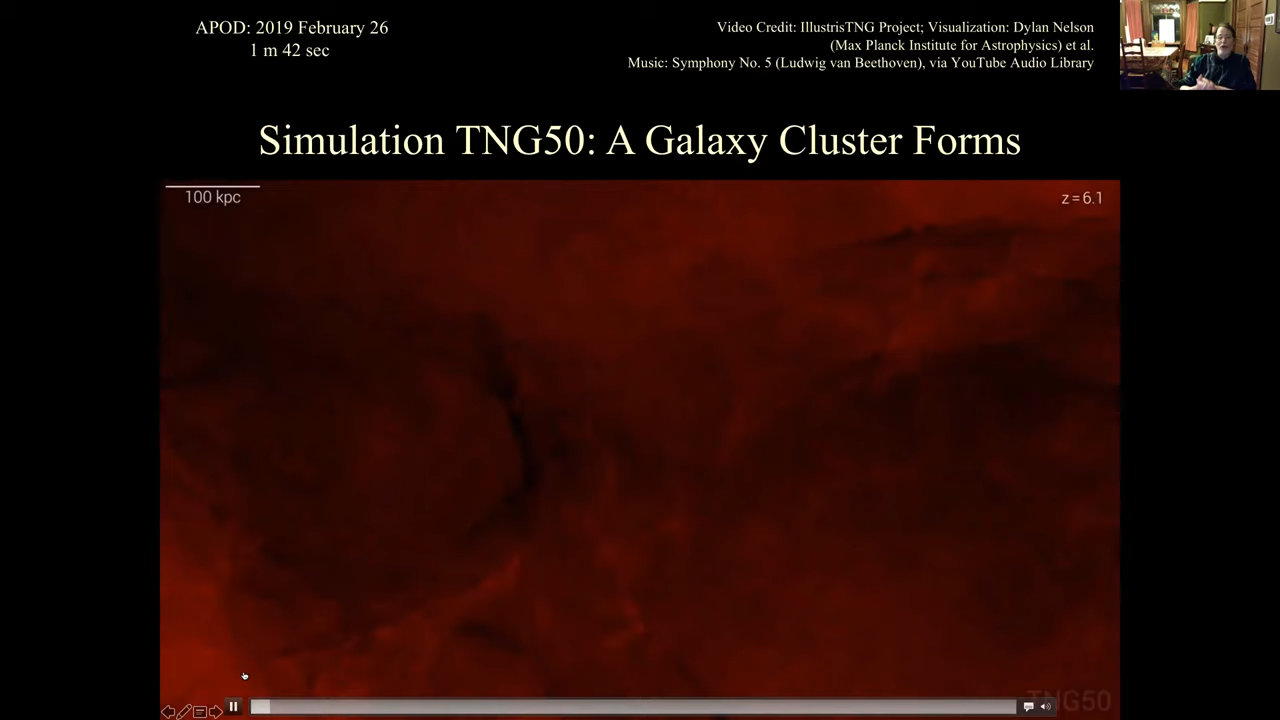 APOD: 2019 February 26
1 m 42 sec
Video Credit: IllustrisTNG Project; Visualization: Dylan Nelson
(Max Planck Institute for Astrophysics) et al.
Music: Symphony No. 5 (Ludwig van Beethoven), via YouTube Audio Library
Simulation TNG50: A Galaxy Cluster Forms
100 kpc
z=6.1
TNG50